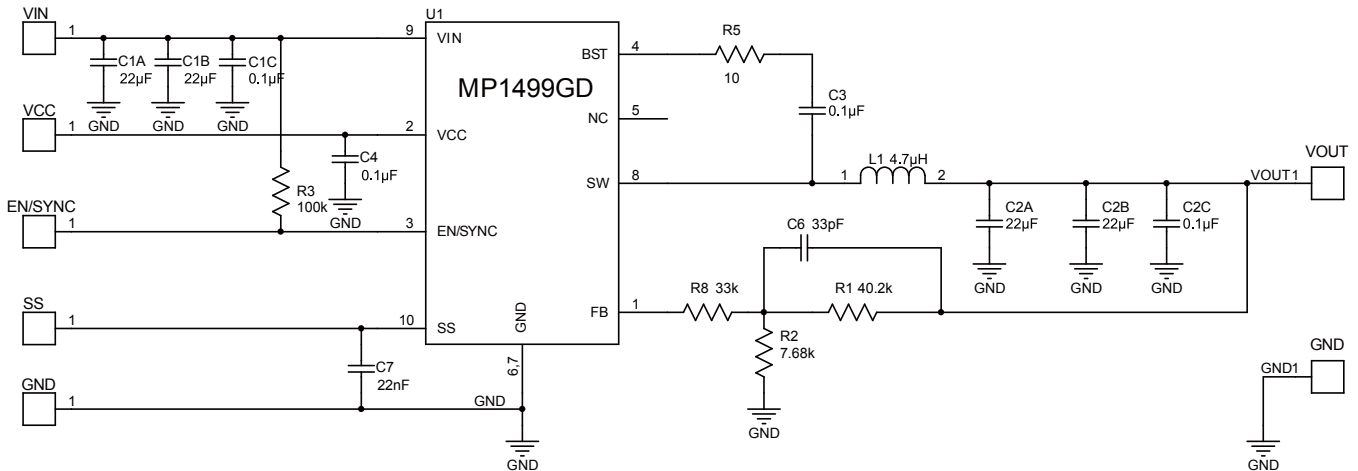 VIN
1
C1A
22µF
C1B
22µF
C1C
0.1µF
GND
GND
GND
VCC
1
C4
0.1µF
GND
R3
100k
EN/SYNC
1
SS
1
C7
22nF
GND
1
GND
U1
MP1499GD
9
VIN
2
VCC
3
EN/SYNC
10
SS
GND
6,7
GND
BST
4
NC
5
SW
8
FB
1
R5
10
C3
0.1µF
L1 4.7µH
1
2
C6 33pF
R8 33k
R1 40.2k
R2
7.68k
GND
C2A
22µF
GND
C2B
22µF
GND
C2C
0.1µF
GND
VOUT
VOUT1
GND
GND1
GND